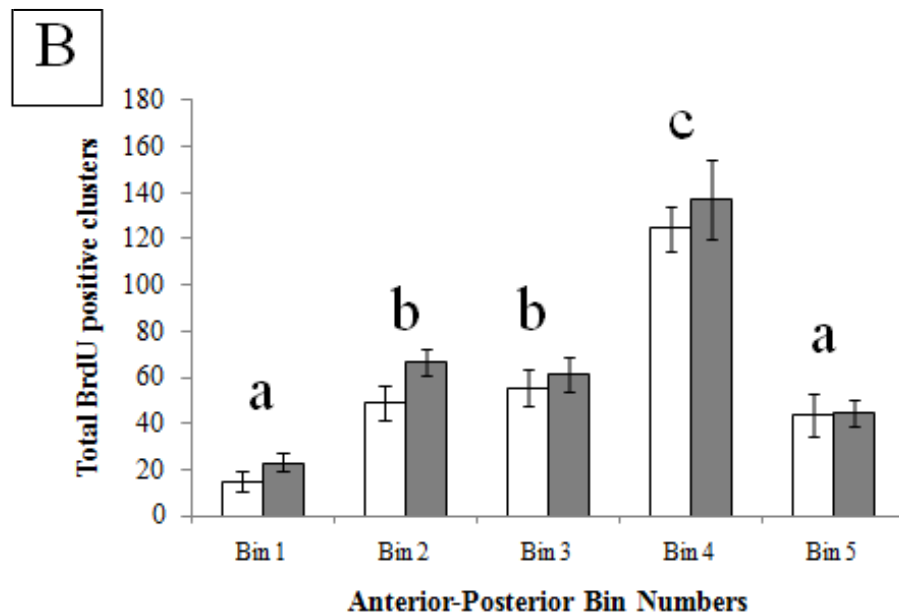 B
Total BrdU positive clusters
180
160
140
120
100
80
60
40
20
0
a
b
b
c
a
Bin 1 Bin 2 Bin 3 Bin 4 Bin 5
Anterior-Posterior Bin Numbers